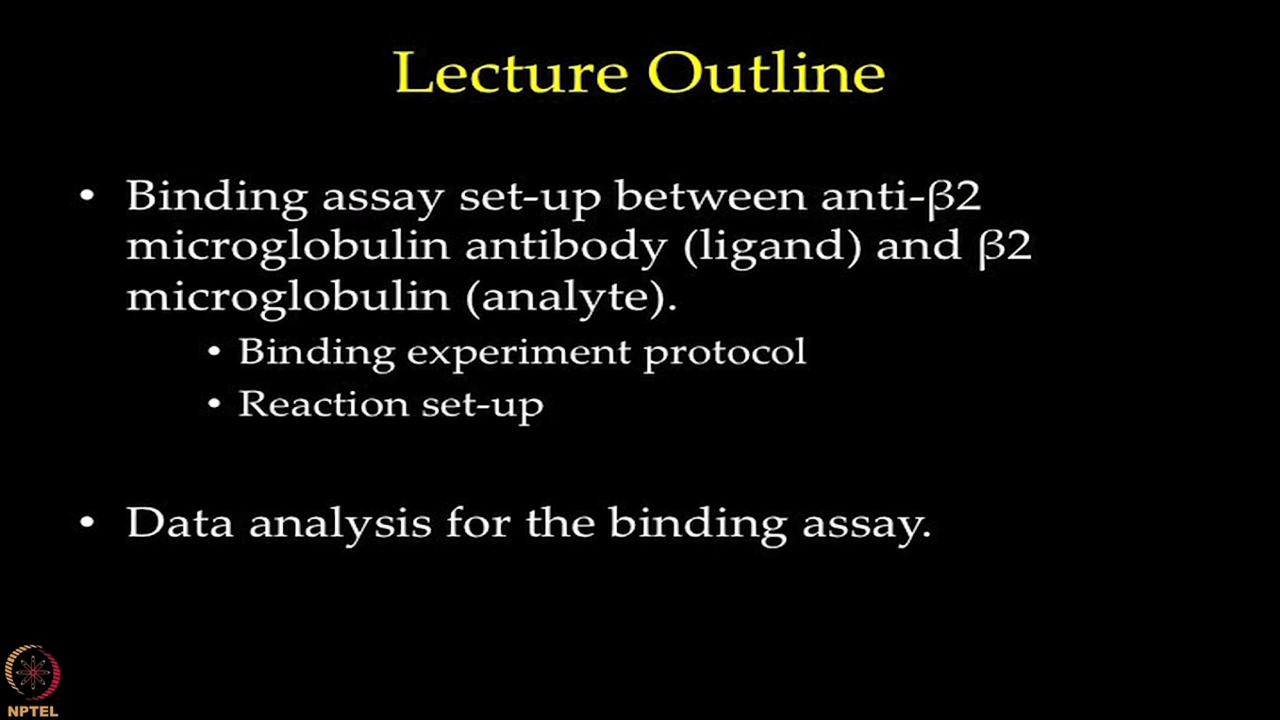 Lecture Outline
• Binding assay set-up between anti-β2
microglobulin antibody (ligand) and β2
microglobulin (analyte).
• Binding experiment protocol
• Reaction set-up
• Data analysis for the binding assay.
NPTEL